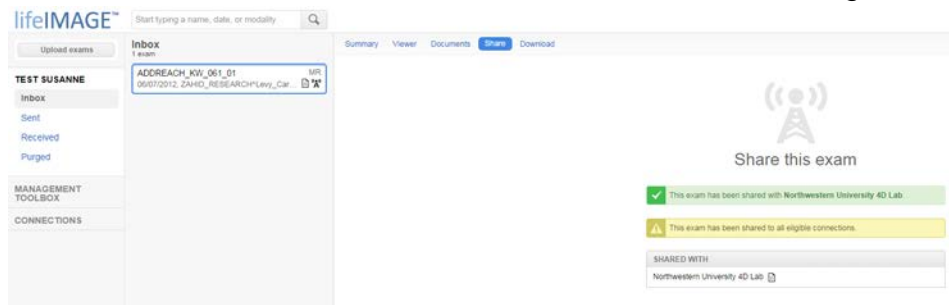 lifeIMAGE™
Start typing a name, date, or modality
Upload exams
TEST SUSANNE
Inbox
Sent
Received
Purged
MANAGEMENT
TOOLBOX
CONNECTIONS
Inbox
1 exam
ADDREACH_KW_061_01 MR
06/07/2012, ZAHID_RESEARCH^Levy_Car...
Summary Viewer Documents Share Download
Share this exam
This exam has been shared with Northwestern University 4D Lab.
This exam has been shared to all eligible connections.
SHARED WITH
Northwestern University 4D Lab